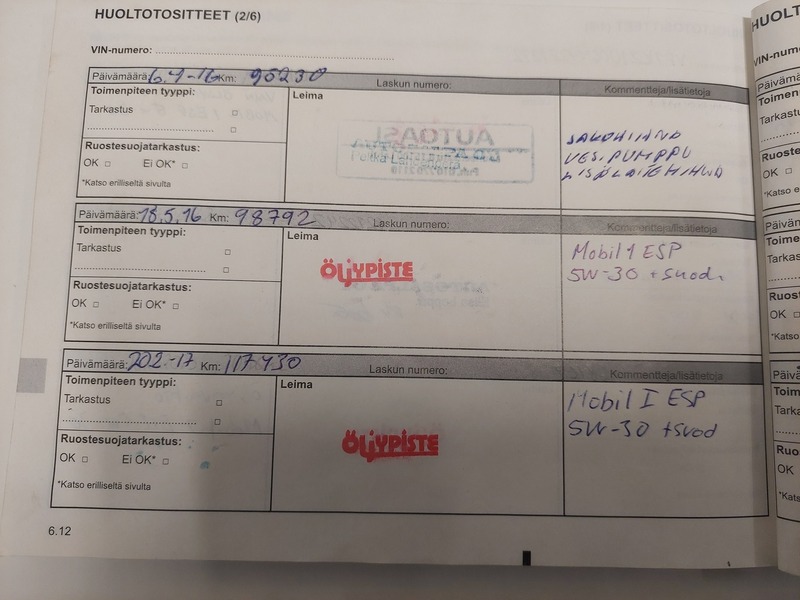 HUOLTOTOSITTEET (2/6)
VIN-numero:
Päivämäärä: 6.4-16 Km: 95230 Laskun numero: Kommentteja/lisätietoja
Toimenpiteen tyyppi:
Tarkastus
Ruostesuojatarkastus:
OK Ei OK*
*Katso erilliseltä sivulta
Leima
AUTOASI
JAKOHIHNA
VESIPUMPPU
LISÄLAITEHIHNA
Päivämäärä: 18.5.16 Km: 98792 Laskun numero: Kommentteja/lisätietoja
Toimenpiteen tyyppi:
Tarkastus
Ruostesuojatarkastus:
OK Ei OK*
*Katso erilliseltä sivulta
Leima
ÖLJYPISTE
Mobil 1 ESP
5W-30 + suod.
Päivämäärä: 202.-17 Km: 117430 Laskun numero: Kommentteja/lisätietoja
Toimenpiteen tyyppi:
Tarkastus
Ruostesuojatarkastus:
OK Ei OK*
*Katso erilliseltä sivulta
Leima
ÖLJYPISTE
Mobil I ESP
5W-30 +suod
6.12